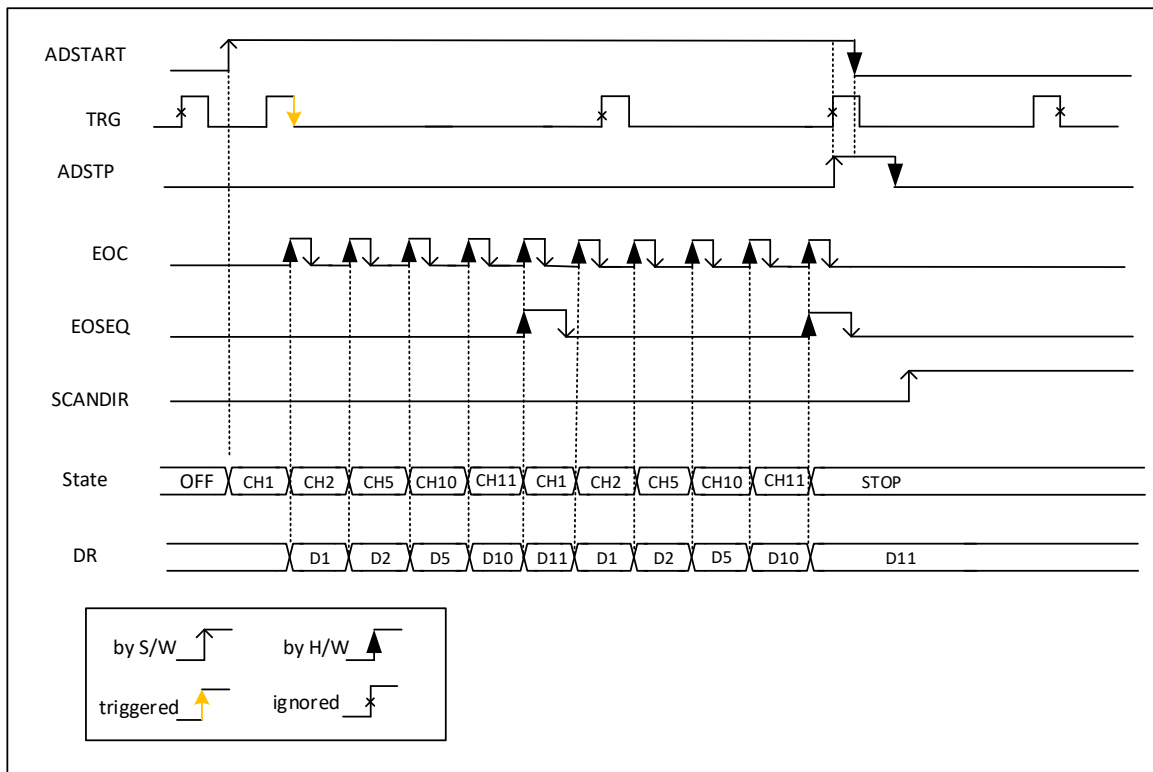 ADSTART
TRG
ADSTP
EOC
EOSEQ
SCANDIR
State OFF CH1 CH2 CH5 CH10 CH11 CH1 CH2 CH5 CH10 CH11 STOP
DR D1 D2 D5 D10 D11 D1 D2 D5 D10 D11
by S/W by H/W
triggered ignored